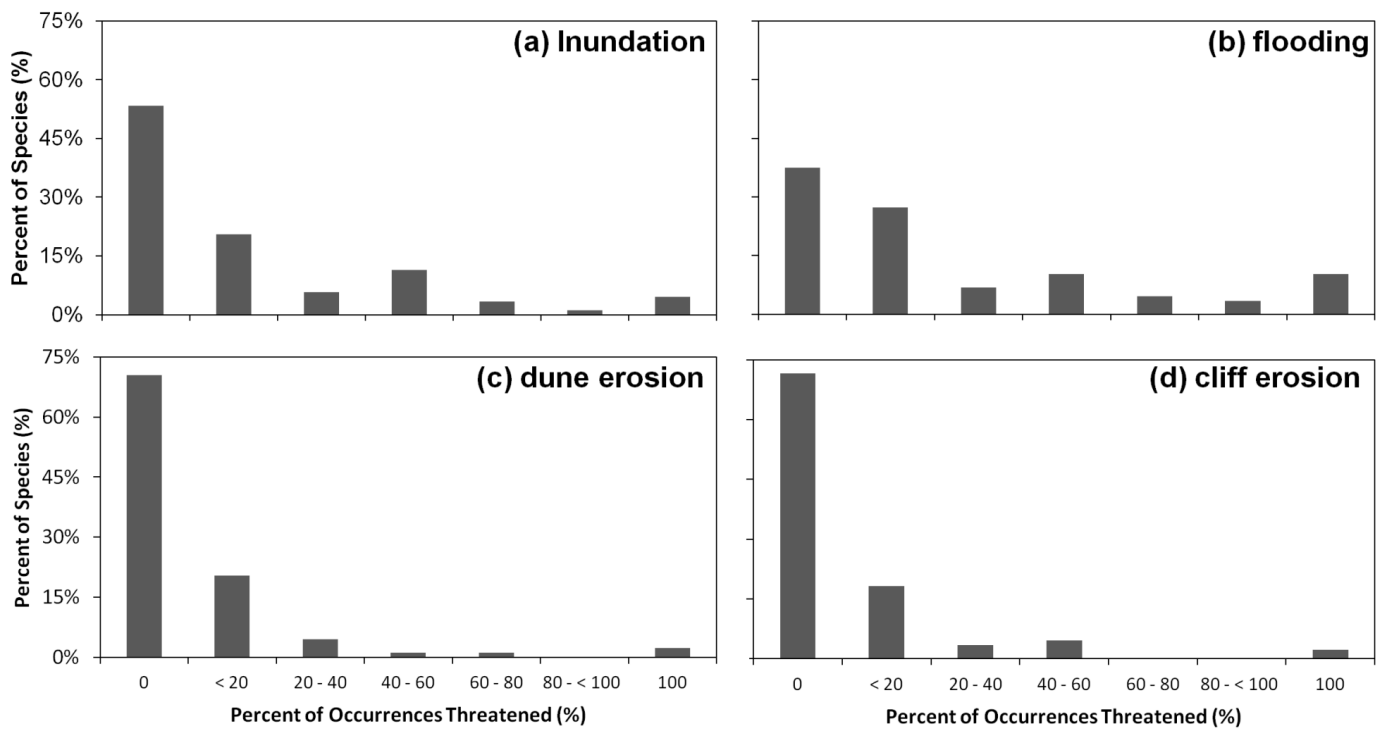 75%
(a) Inundation
(b) flooding
60%
45%
30%
15%
0%
Percent of Species (%)
75%
(c) dune erosion
(d) cliff erosion
60%
45%
30%
15%
0%
Percent of Species (%)
0 < 20 20 - 40 40 - 60 60 - 80 80 - < 100 100
0 < 20 20 - 40 40 - 60 60 - 80 80 - < 100 100
Percent of Occurrences Threatened (%)
Percent of Occurrences Threatened (%)